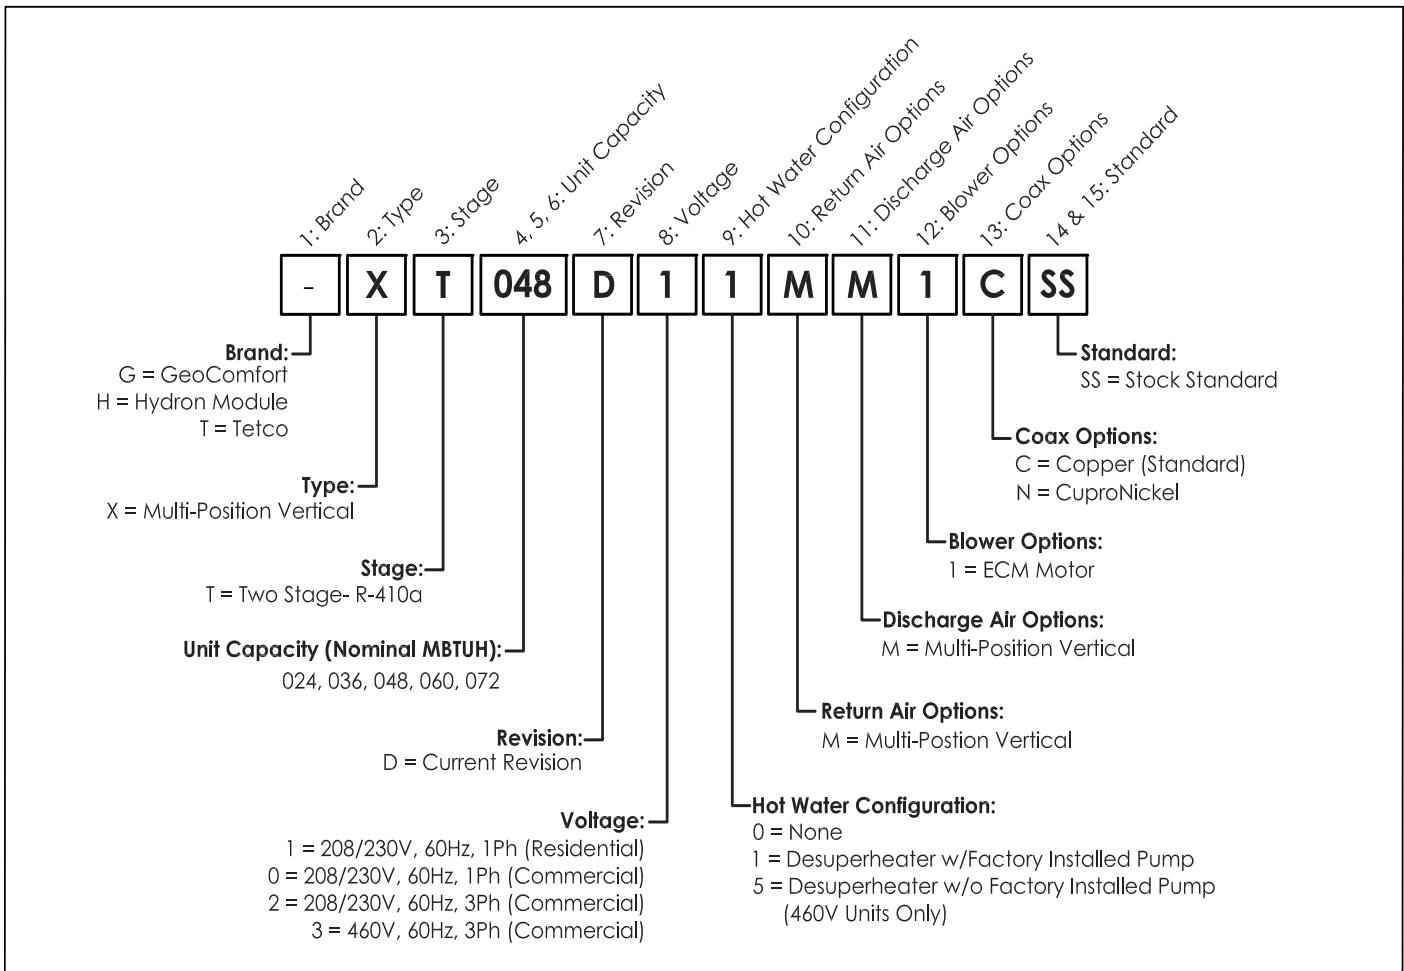 1: Brand
2: Type
3: Stage
4, 5, 6: Unit Capacity
7: Revision
8: Voltage
9: Hot Water Configuration
10: Return Air Options
11: Discharge Air Options
12: Blower Options
13: Coax Options
14 & 15: Standard
- X T 048 D 1 1 M M 1 C SS
Brand:
G = GeoComfort
H = Hydron Module
T = Tetco
Type:
X = Multi-Position Vertical
Stage:
T = Two Stage- R-410a
Unit Capacity (Nominal MBTUH):
024, 036, 048, 060, 072
Revision:
D = Current Revision
Voltage:
1 = 208/230V, 60Hz, 1Ph (Residential)
0 = 208/230V, 60Hz, 1Ph (Commercial)
2 = 208/230V, 60Hz, 3Ph (Commercial)
3 = 460V, 60Hz, 3Ph (Commercial)
Standard:
SS = Stock Standard
Coax Options:
C = Copper (Standard)
N = CuproNickel
Blower Options:
1 = ECM Motor
Discharge Air Options:
M = Multi-Position Vertical
Return Air Options:
M = Multi-Postion Vertical
Hot Water Configuration:
0 = None
1 = Desuperheater w/Factory Installed Pump
5 = Desuperheater w/o Factory Installed Pump
(460V Units Only)